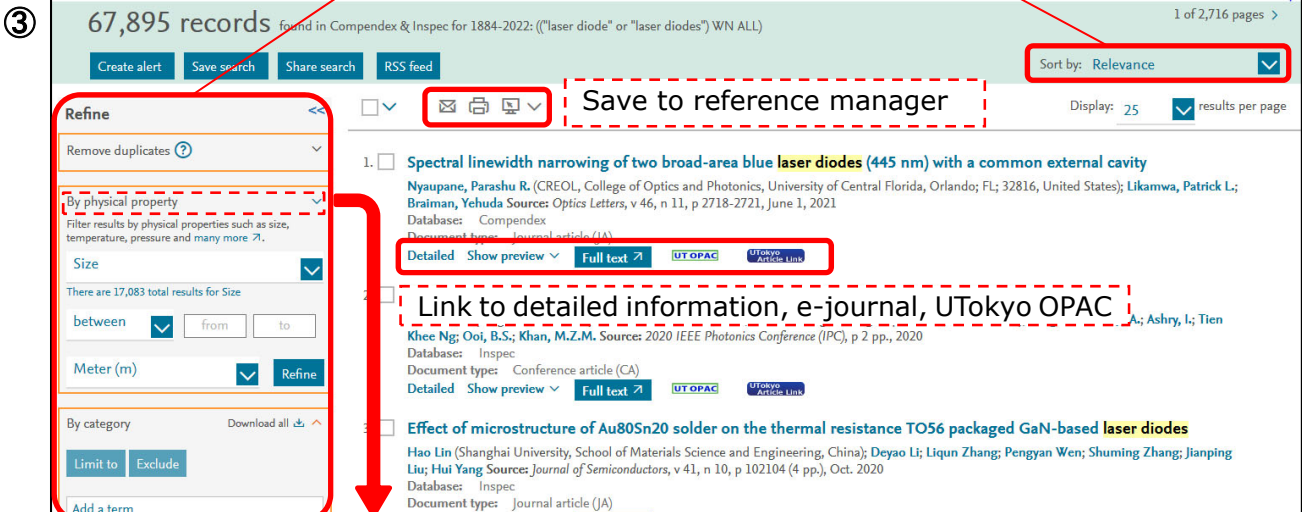 ③
67,895 records found in Compendex & Inspec for 1884-2022: (("laser diode" or "laser diodes") WN ALL)
1 of 2,716 pages >
Create alert Save search Share search RSS feed
Sort by: Relevance
Refine <<
Save to reference manager
Display: 25 results per page
Remove duplicates ?
By physical property
Filter results by physical properties such as size,
temperature, pressure and many more ↗.
Size
There are 17,083 total results for Size
between from to
Meter (m) Refine
By category Download all
Limit to Exclude
Add a term
1. Spectral linewidth narrowing of two broad-area blue laser diodes (445 nm) with a common external cavity
Nyaupane, Parashu R. (CREOL, College of Optics and Photonics, University of Central Florida, Orlando; FL; 32816, United States); Likamwa, Patrick L.;
Braiman, Yehuda Source: Optics Letters, v 46, n 11, p 2718-2721, June 1, 2021
Database: Compendex
Document type: Journal article (JA)
Detailed Show preview Full text ↗ UT OPAC UTokyo Article Link
2.
Link to detailed information, e-journal, UTokyo OPAC
A.; Ashry, I.; Tien
Khee Ng; Ooi, B.S.; Khan, M.Z.M. Source: 2020 IEEE Photonics Conference (IPC), p 2 pp., 2020
Database: Inspec
Document type: Conference article (CA)
Detailed Show preview Full text ↗ UT OPAC UTokyo Article Link
3. Effect of microstructure of Au80Sn20 solder on the thermal resistance TO56 packaged GaN-based laser diodes
Hao Lin (Shanghai University, School of Materials Science and Engineering, China); Deyao Li; Liqun Zhang; Pengyan Wen; Shuming Zhang; Jianping
Liu; Hui Yang Source: Journal of Semiconductors, v 41, n 10, p 102104 (4 pp.), Oct. 2020
Database: Inspec
Document type: Journal article (JA)